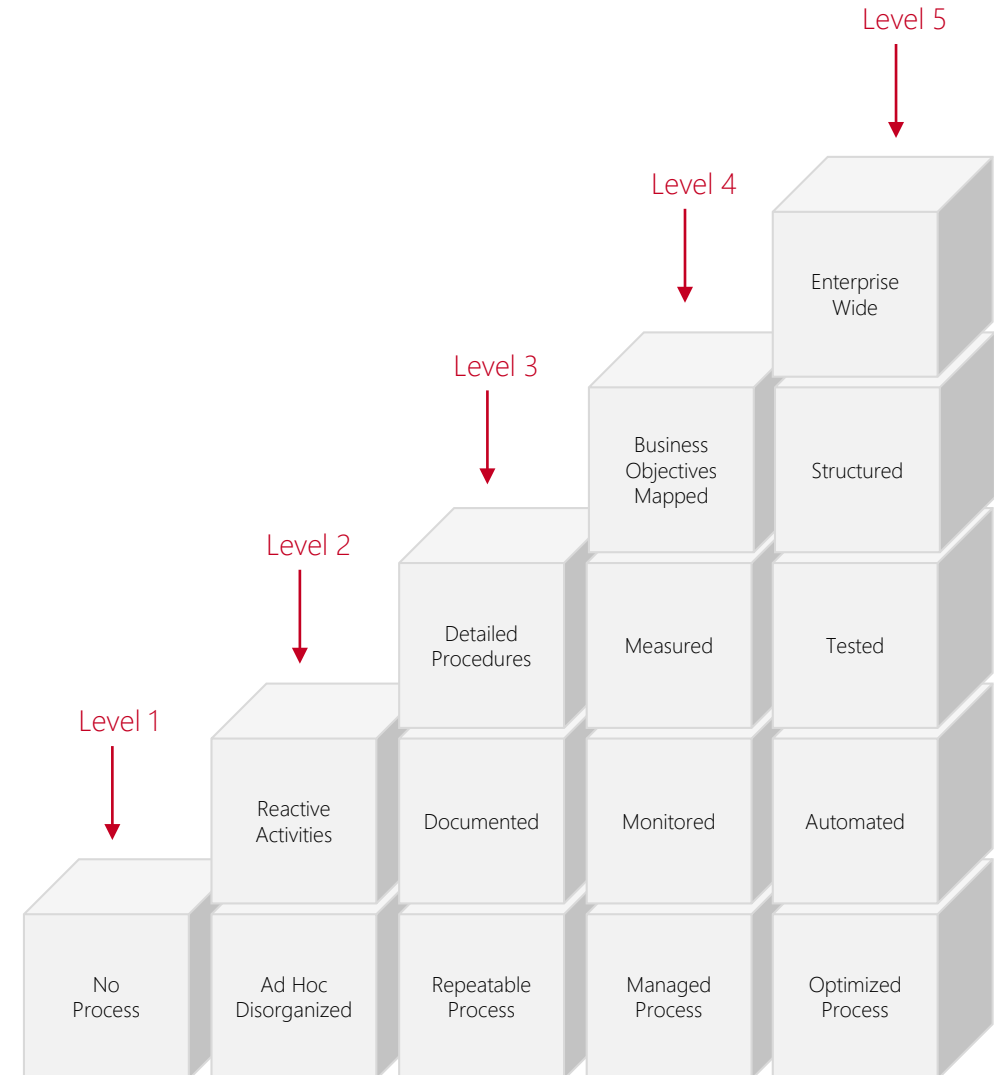 Level 5
Level 4
Enterprise
Wide
Level 3
Business
Objectives
Mapped
Structured
Level 2
Detailed
Procedures
Measured
Tested
Level 1
Reactive
Activities
Documented
Monitored
Automated
No
Process
Ad Hoc
Disorganized
Repeatable
Process
Managed
Process
Optimized
Process